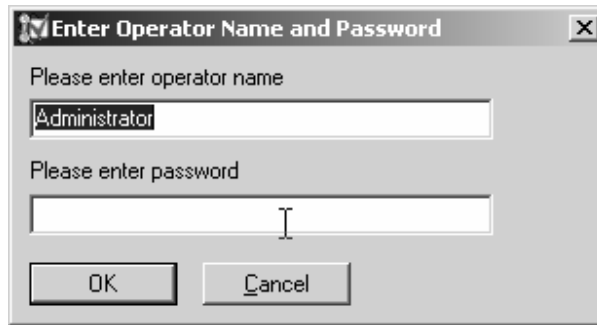 Enter Operator Name and Password
Please enter operator name
Administrator
Please enter password
OK Cancel